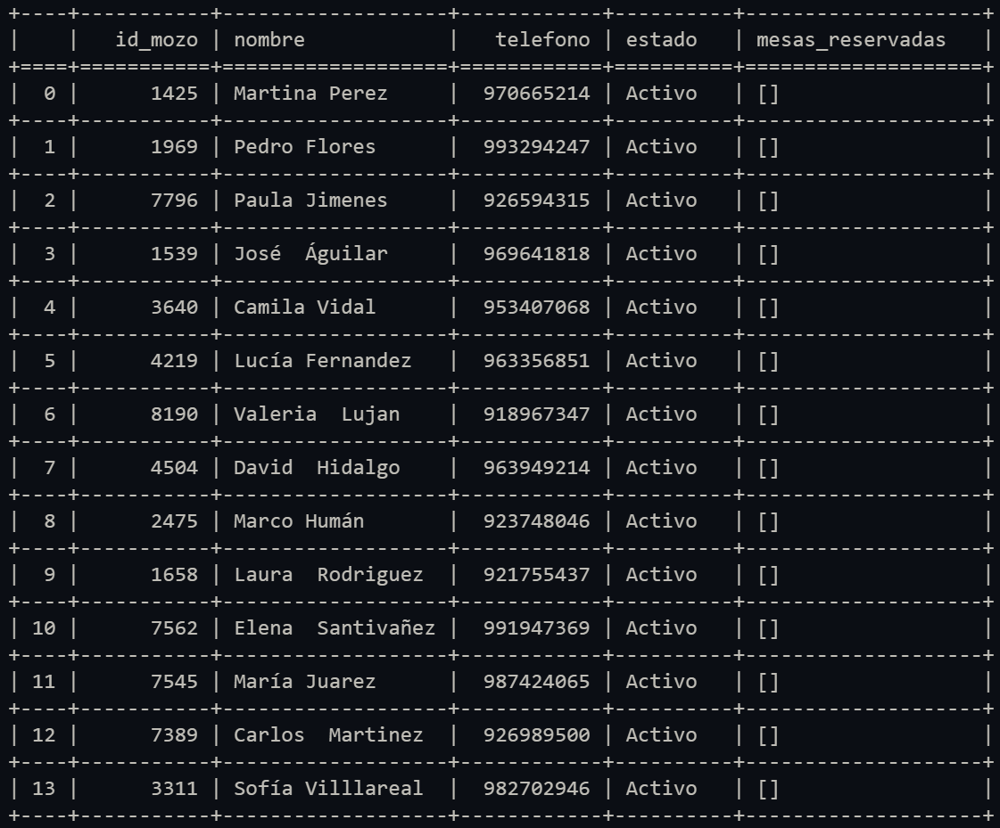 +----+-----------+-------------------+------------+----------+--------------------+
|    |   id_mozo | nombre            |   telefono | estado   | mesas_reservadas   |
+====+===========+===================+============+==========+====================+
|  0 |      1425 | Martina Perez     |  970665214 | Activo   | []                 |
+----+-----------+-------------------+------------+----------+--------------------+
|  1 |      1969 | Pedro Flores      |  993294247 | Activo   | []                 |
+----+-----------+-------------------+------------+----------+--------------------+
|  2 |      7796 | Paula Jimenes     |  926594315 | Activo   | []                 |
+----+-----------+-------------------+------------+----------+--------------------+
|  3 |      1539 | José  Águilar     |  969641818 | Activo   | []                 |
+----+-----------+-------------------+------------+----------+--------------------+
|  4 |      3640 | Camila Vidal      |  953407068 | Activo   | []                 |
+----+-----------+-------------------+------------+----------+--------------------+
|  5 |      4219 | Lucía Fernandez   |  963356851 | Activo   | []                 |
+----+-----------+-------------------+------------+----------+--------------------+
|  6 |      8190 | Valeria  Lujan    |  918967347 | Activo   | []                 |
+----+-----------+-------------------+------------+----------+--------------------+
|  7 |      4504 | David  Hidalgo    |  963949214 | Activo   | []                 |
+----+-----------+-------------------+------------+----------+--------------------+
|  8 |      2475 | Marco Humán       |  923748046 | Activo   | []                 |
+----+-----------+-------------------+------------+----------+--------------------+
|  9 |      1658 | Laura  Rodriguez  |  921755437 | Activo   | []                 |
+----+-----------+-------------------+------------+----------+--------------------+
| 10 |      7562 | Elena  Santivañez |  991947369 | Activo   | []                 |
+----+-----------+-------------------+------------+----------+--------------------+
| 11 |      7545 | María Juarez      |  987424065 | Activo   | []                 |
+----+-----------+-------------------+------------+----------+--------------------+
| 12 |      7389 | Carlos  Martinez  |  926989500 | Activo   | []                 |
+----+-----------+-------------------+------------+----------+--------------------+
| 13 |      3311 | Sofía Villlareal  |  982702946 | Activo   | []                 |
+----+-----------+-------------------+------------+----------+--------------------+